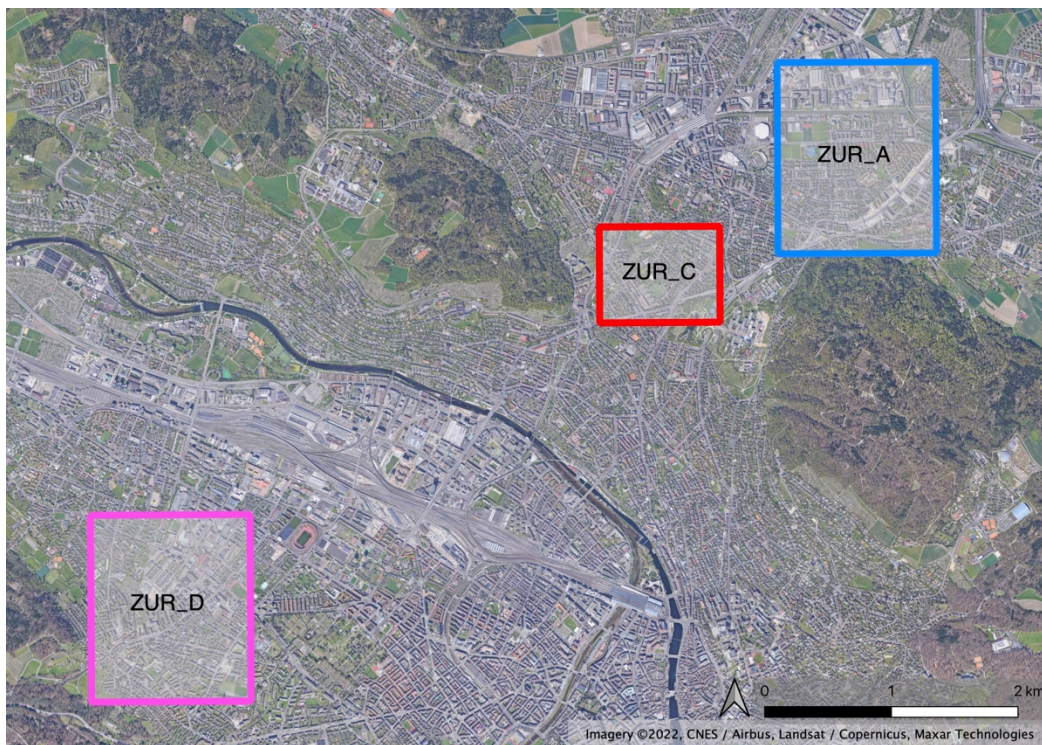 ZUR_A
ZUR_C
ZUR_D
0 1 2 km
Imagery ©2022, CNES / Airbus, Landsat / Copernicus, Maxar Technologies